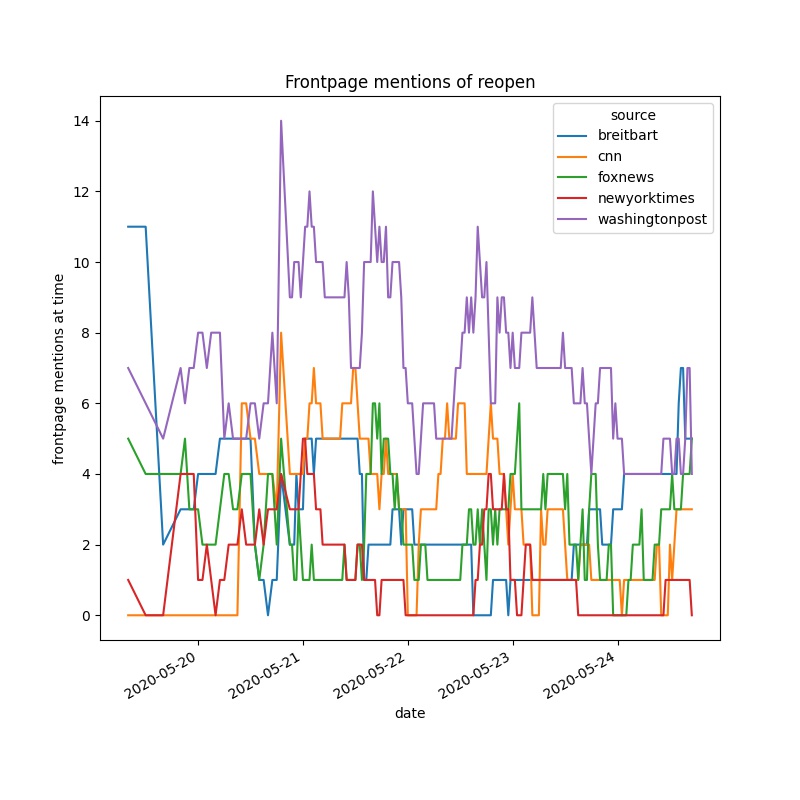 Frontpage mentions of reopen
source
breitbart
cnn
foxnews
newyorktimes
washingtonpost
frontpage mentions at time
14
12
10
8
6
4
2
0
2020-05-20
2020-05-21
2020-05-22
2020-05-23
2020-05-24
date